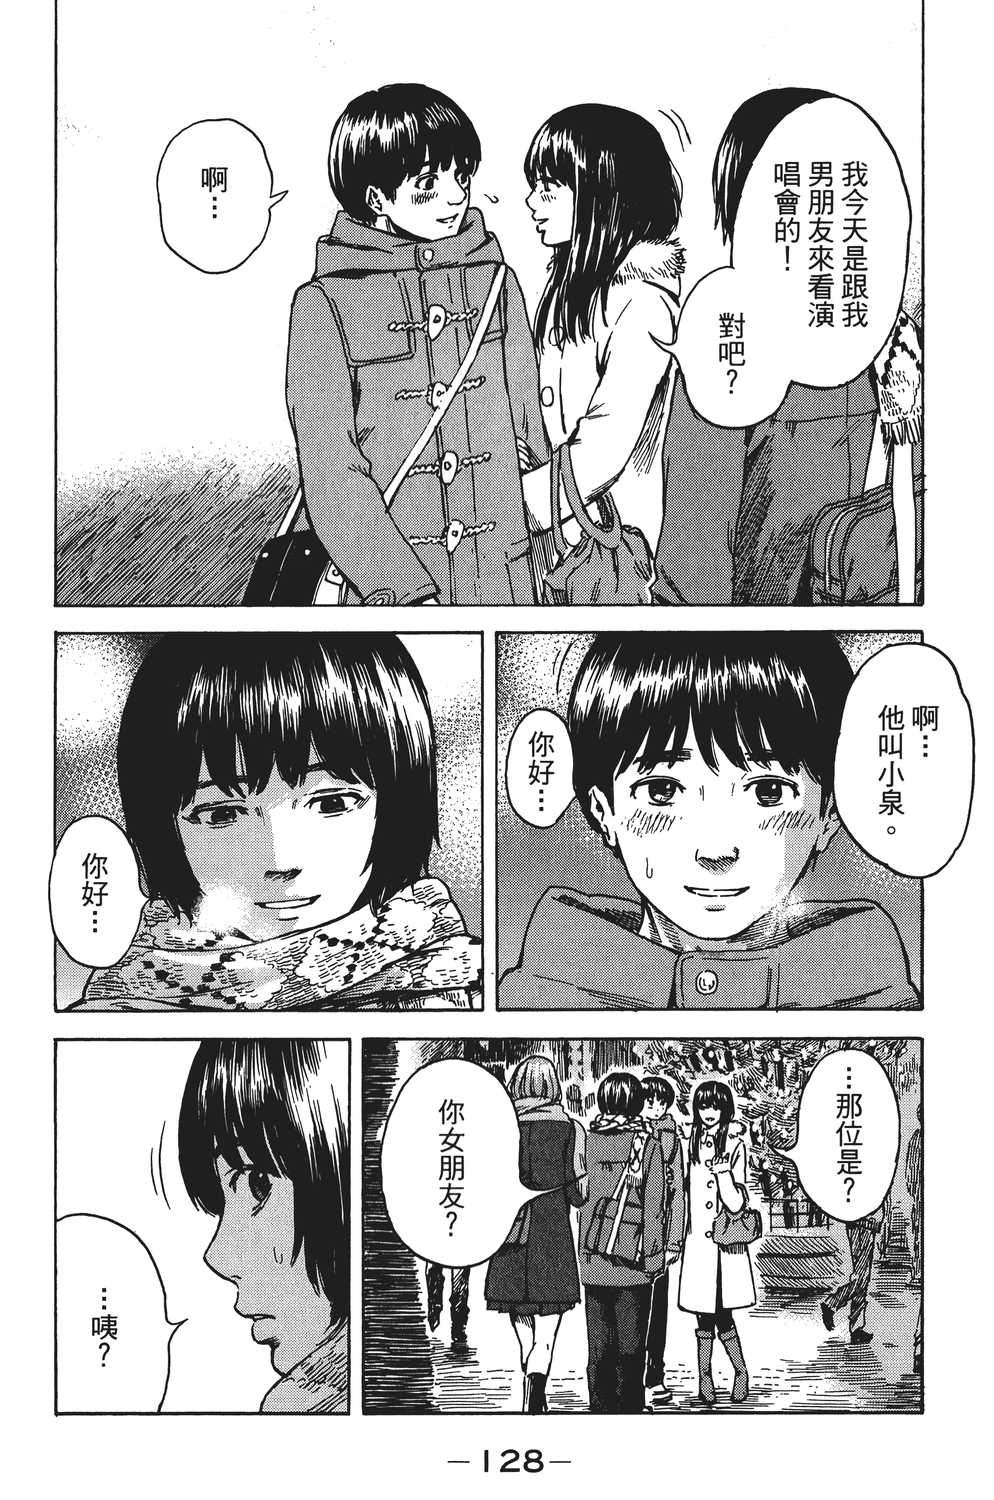 我今天是跟我
男朋友來看演
唱會的！
對吧？
啊…
啊…
他叫小泉。
你好…
你好…
…那位是？
你女朋友？
…咦？
—128—